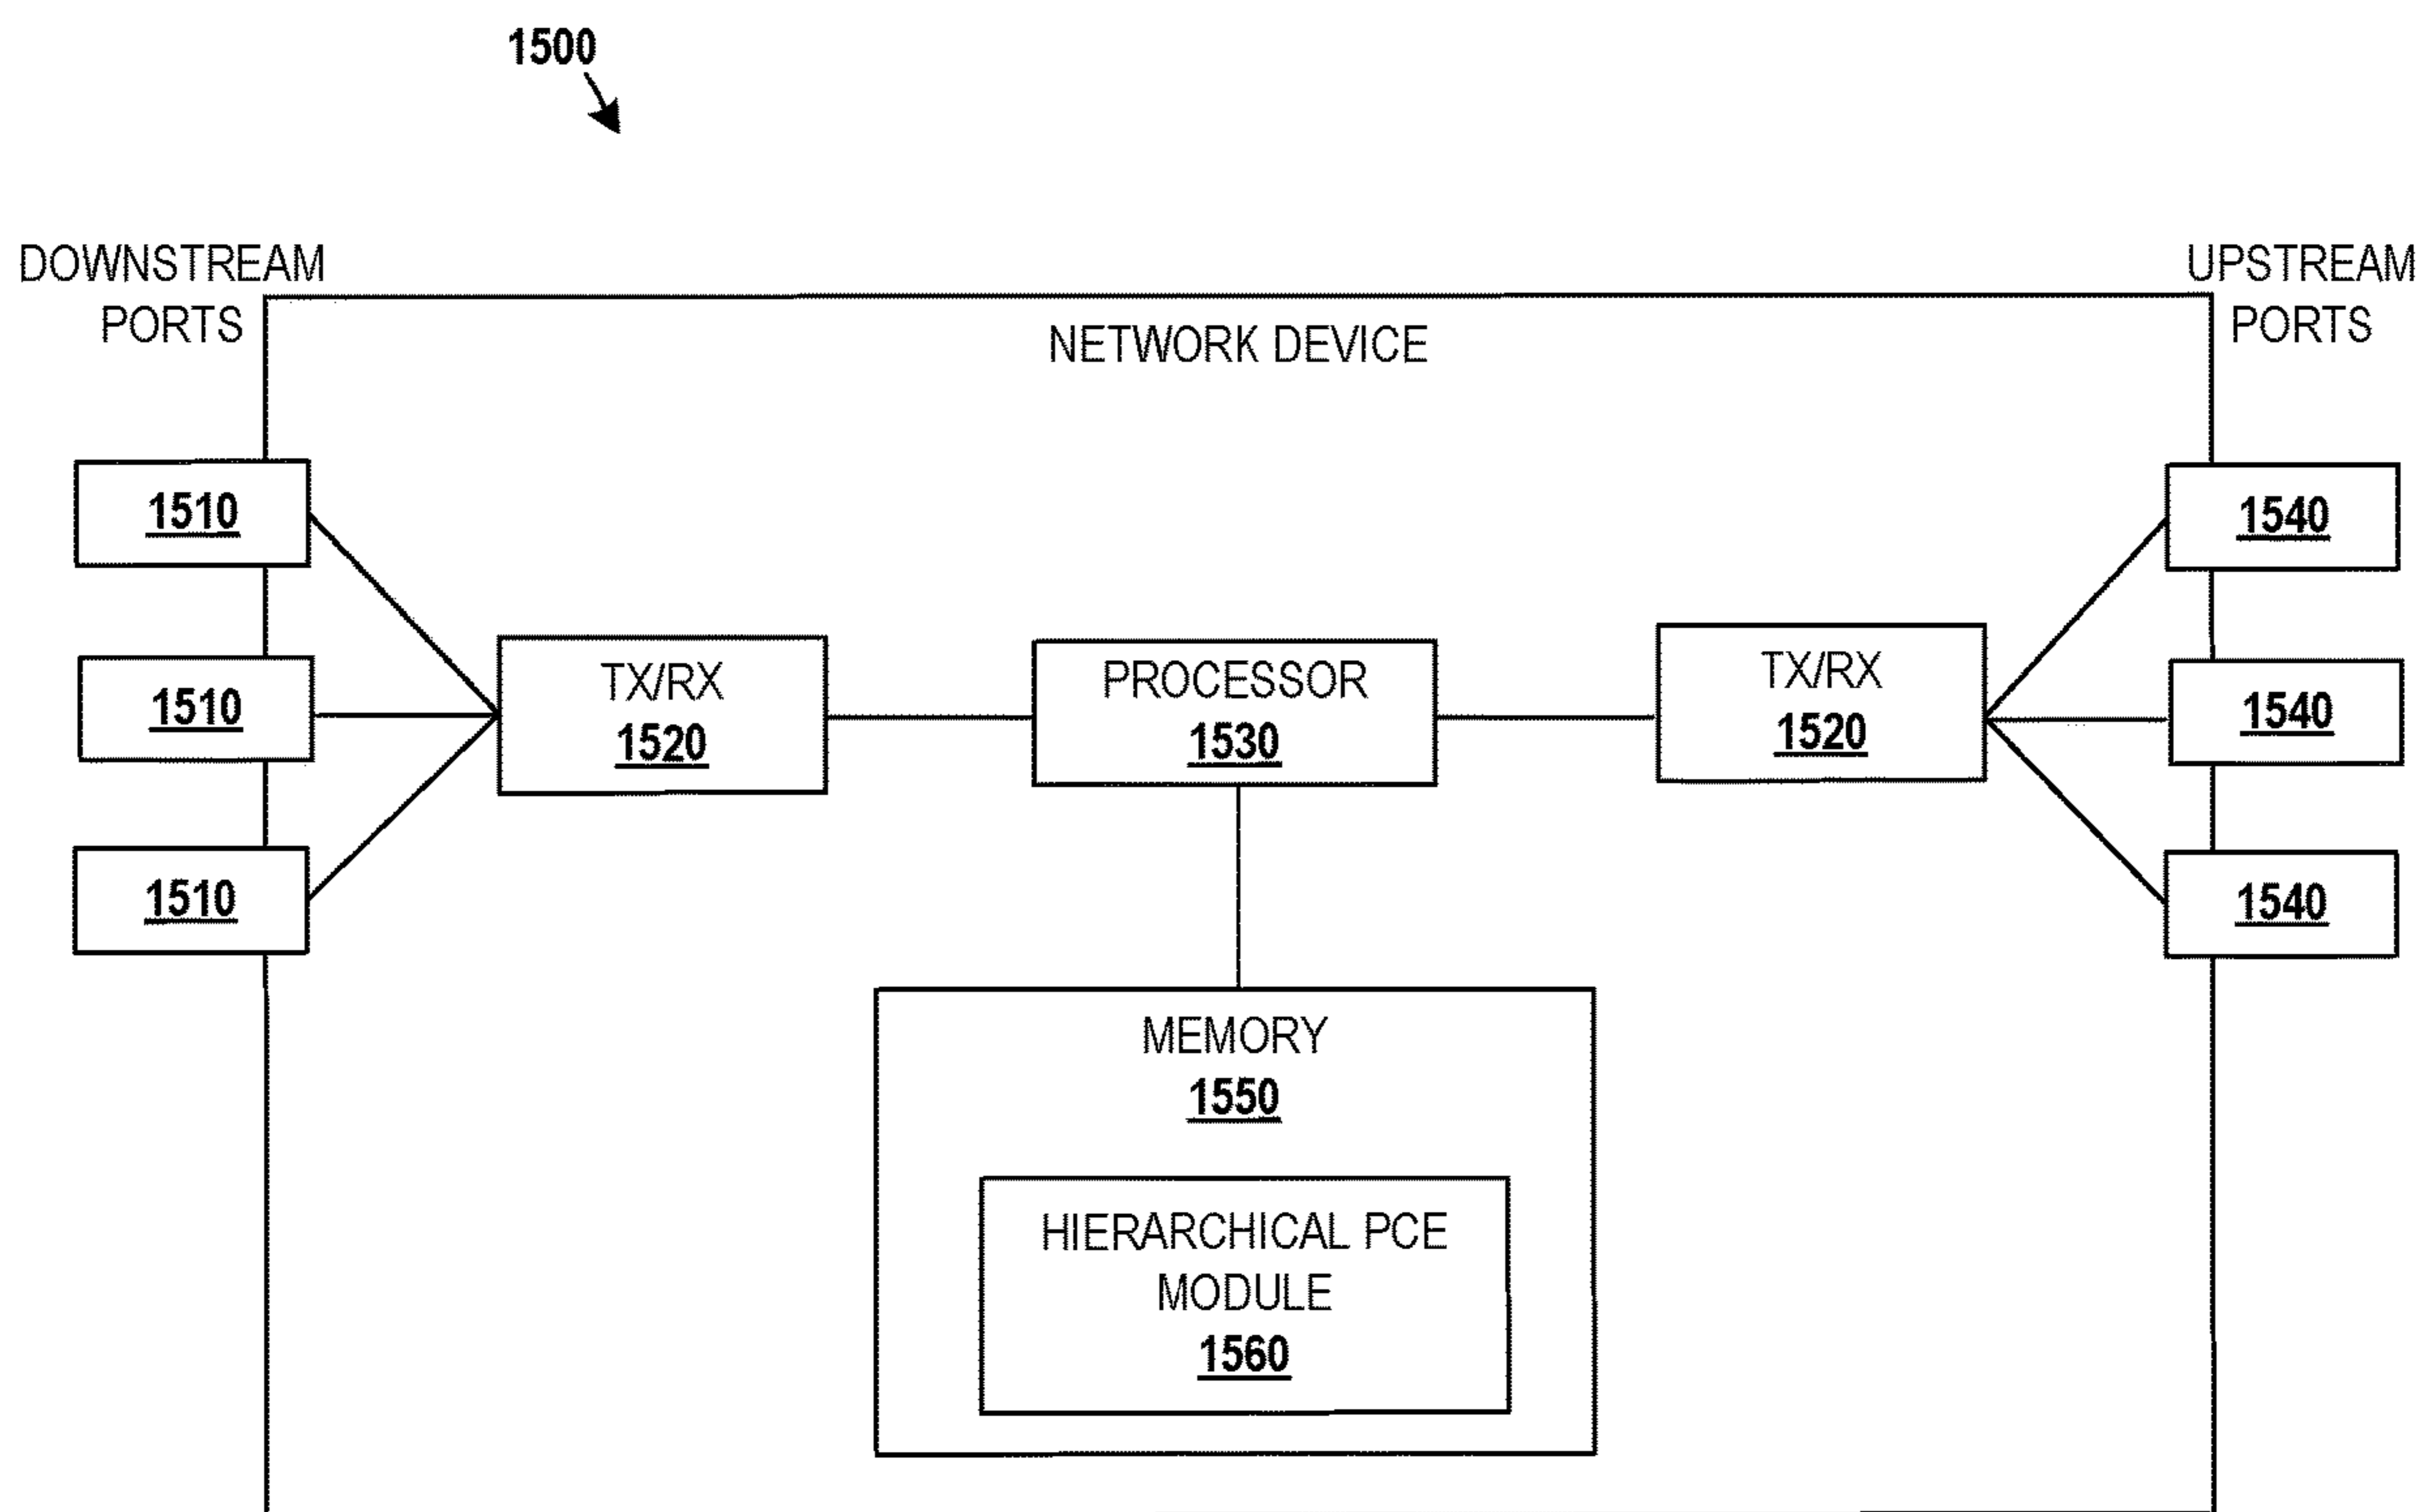 1500
DOWNSTREAM
PORTS
UPSTREAM
PORTS
NETWORK DEVICE
1510
1540
TX/RX
1520
PROCESSOR
1530
TX/RX
1520
1510
1540
1510
1540
MEMORY
1550
HIERARCHICAL PCE
MODULE
1560